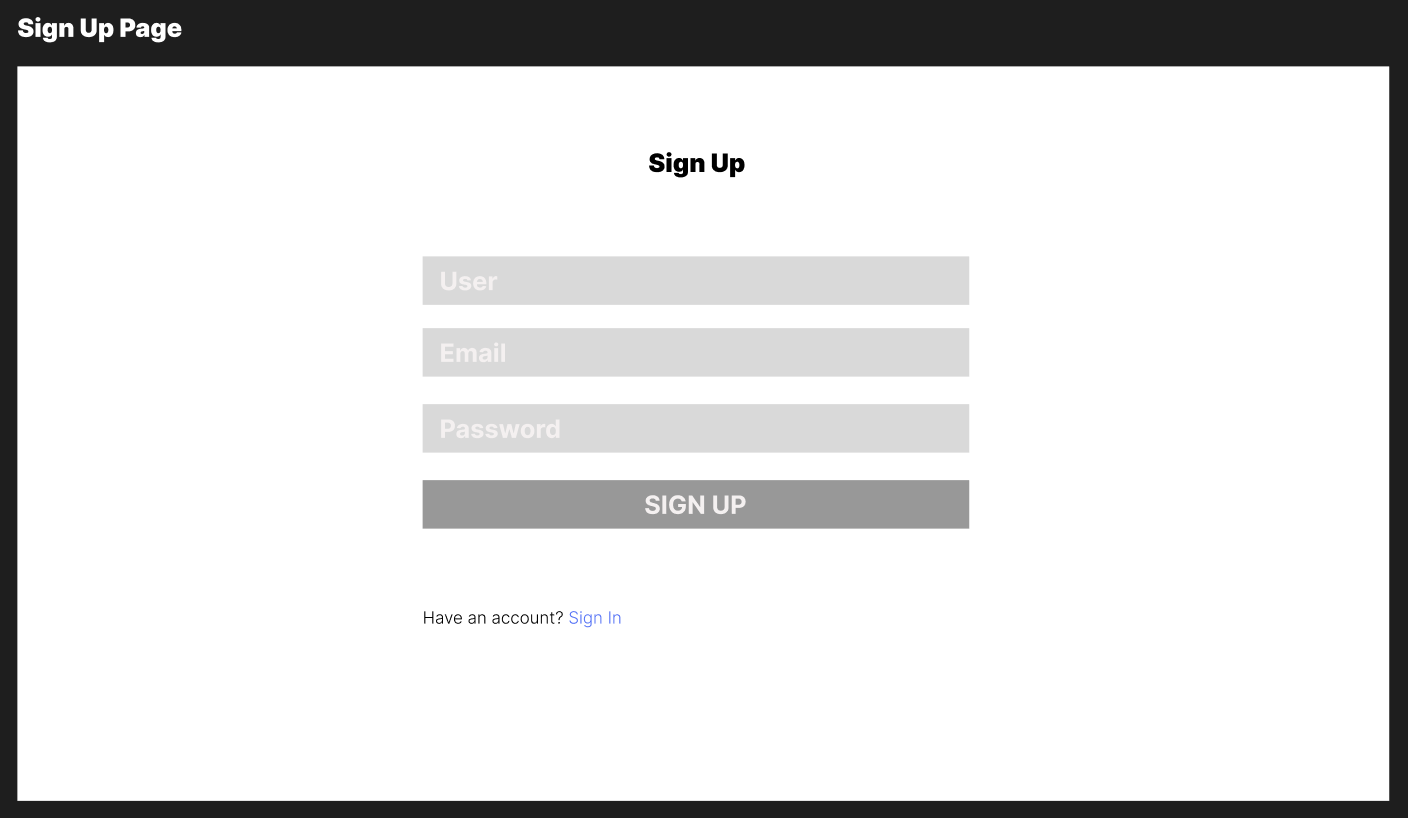 Sign Up Page
Sign Up
User
Email
Password
SIGN UP
Have an account? Sign In